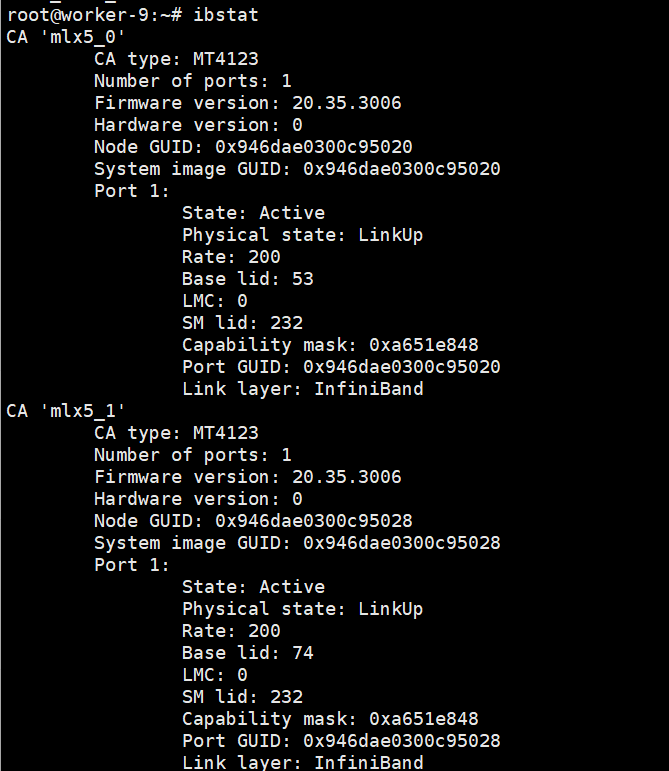 root@worker-9:~# ibstat
CA 'mlx5_0'
CA type: MT4123
Number of ports: 1
Firmware version: 20.35.3006
Hardware version: 0
Node GUID: 0x946dae0300c95020
System image GUID: 0x946dae0300c95020
Port 1:
State: Active
Physical state: LinkUp
Rate: 200
Base lid: 53
LMC: 0
SM lid: 232
Capability mask: 0xa651e848
Port GUID: 0x946dae0300c95020
Link layer: InfiniBand
CA 'mlx5_1'
CA type: MT4123
Number of ports: 1
Firmware version: 20.35.3006
Hardware version: 0
Node GUID: 0x946dae0300c95028
System image GUID: 0x946dae0300c95028
Port 1:
State: Active
Physical state: LinkUp
Rate: 200
Base lid: 74
LMC: 0
SM lid: 232
Capability mask: 0xa651e848
Port GUID: 0x946dae0300c95028
Link layer: InfiniBand